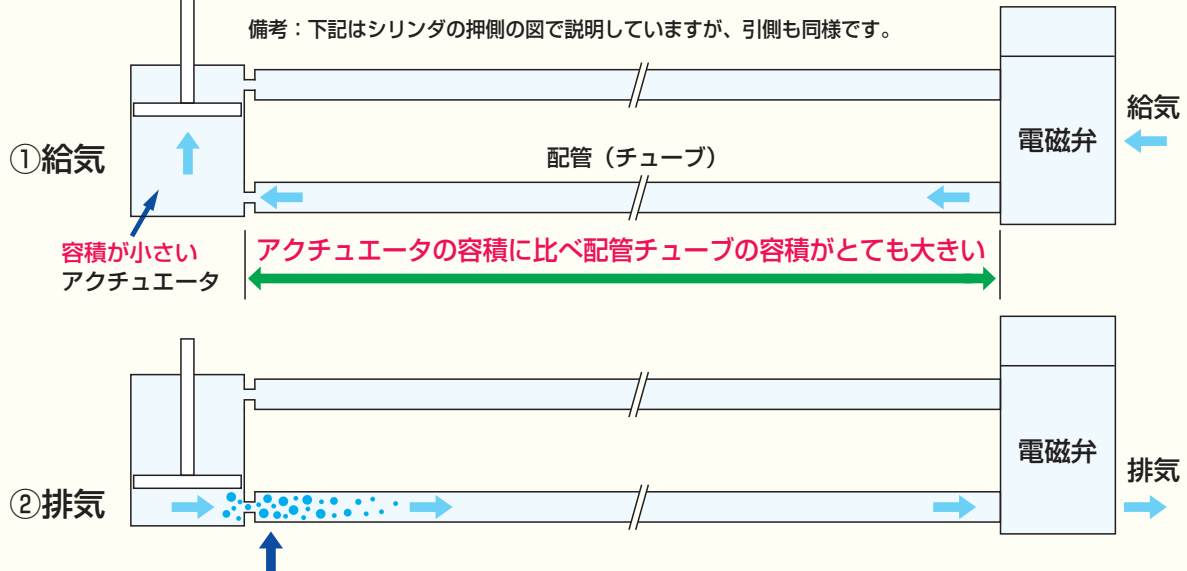 備考：下記はシリンダの押側の図で説明していますが、引側も同様です。
①給気
配管（チューブ）
電磁弁
給気
容積が小さい
アクチュエータ
アクチュエータの容積に比べ配管チューブの容積がとても大きい
②排気
電磁弁
排気